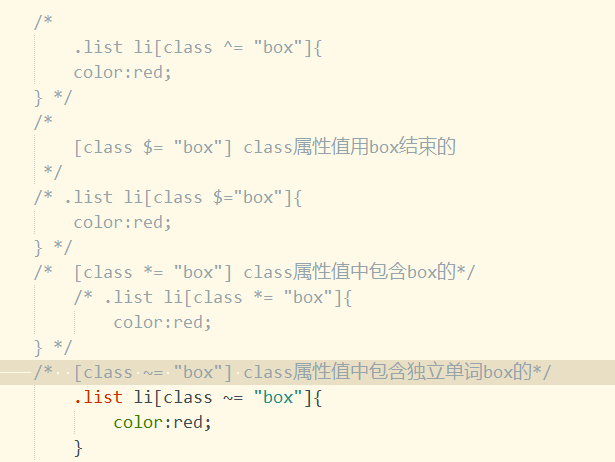 /*
.list li[class ^= "box"]{
color:red;
} */
/*
[class $= "box"] class属性值用box结束的
*/
/* .list li[class $="box"]{
color:red;
} */
/* [class *= "box"] class属性值中包含box的*/
/* .list li[class *= "box"]{
color:red;
} */
/* [class ~= "box"] class属性值中包含独立单词box的*/
.list li[class ~= "box"]{
color:red;
}